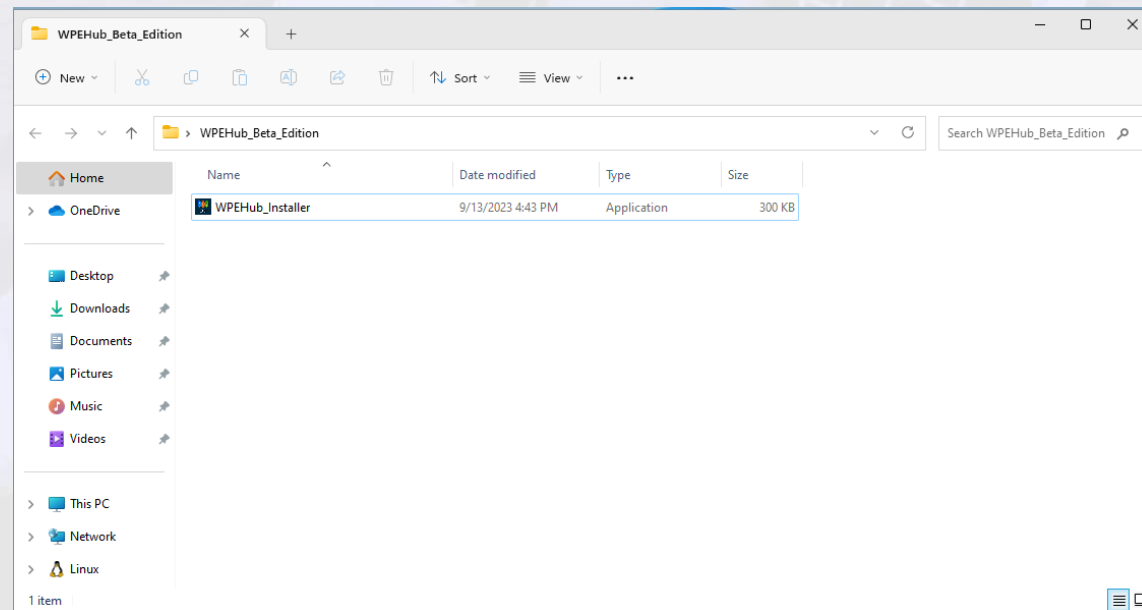 WPEHub_Beta_Edition
New
Sort
View
WPEHub_Beta_Edition
Search WPEHub_Beta_Edition
Name Date modified Type Size
WPEHub_Installer 9/13/2023 4:43 PM Application 300 KB
Home
OneDrive
Desktop
Downloads
Documents
Pictures
Music
Videos
This PC
Network
Linux
1 item